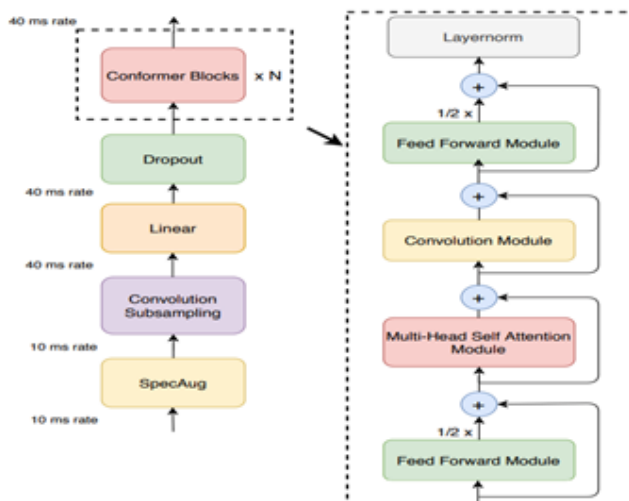 40 ms rate
Conformer Blocks
x N
Dropout
40 ms rate
Linear
40 ms rate
Convolution
Subsampling
10 ms rate
SpecAug
10 ms rate
Layernorm
+
1/2 x
Feed Forward Module
+
Convolution Module
+
Multi-Head Self Attention
Module
+
1/2 x
Feed Forward Module